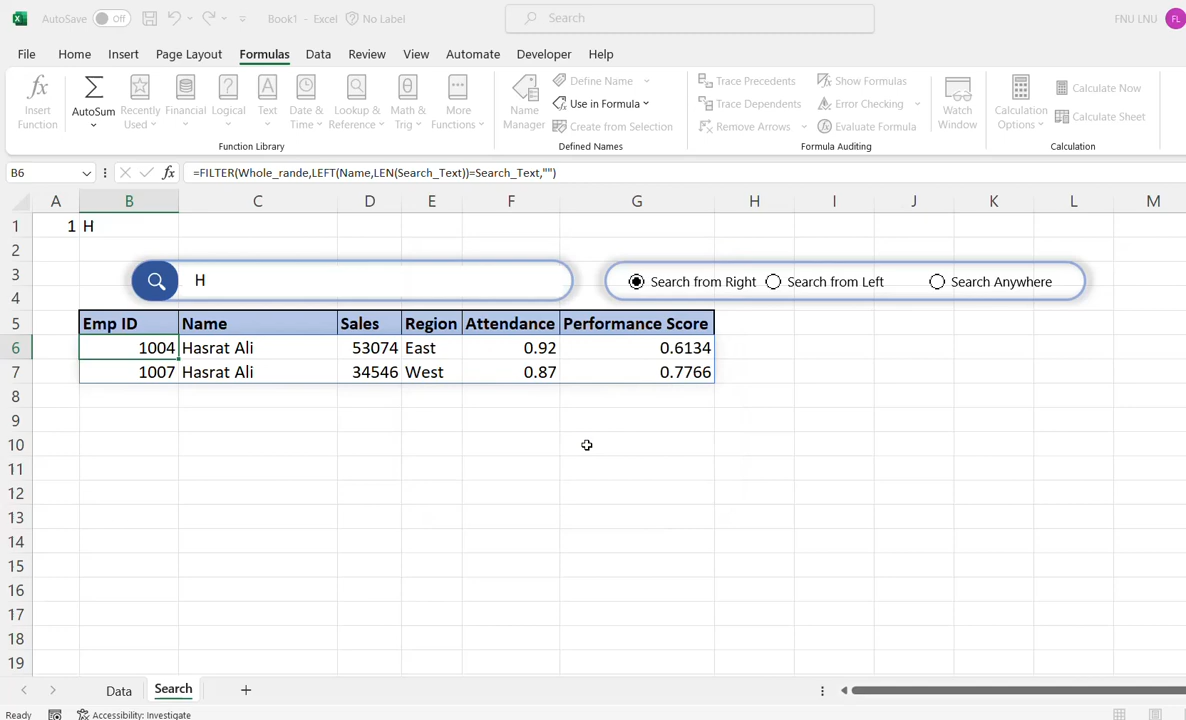 AutoSave Off Book1 - Excel No Label Search FNU LNU FL
File Home Insert Page Layout Formulas Data Review View Automate Developer Help
Insert Function AutoSum Recently Used Financial Logical Text Date & Time Lookup & Reference Math & Trig More Functions
Function Library
Name Manager Define Name Use in Formula Create from Selection
Defined Names
Trace Precedents Trace Dependents Remove Arrows Show Formulas Error Checking Evaluate Formula
Formula Auditing
Watch Window
Calculation Options Calculate Now Calculate Sheet
Calculation
B6 fx =FILTER(Whole_rande,LEFT(Name,LEN(Search_Text))=Search_Text,"")
A B C D E F G H I J K L M
1 1 H
2
3 H Search from Right Search from Left Search Anywhere
4
5 Emp ID Name Sales Region Attendance Performance Score
6 1004 Hasrat Ali 53074 East 0.92 0.6134
7 1007 Hasrat Ali 34546 West 0.87 0.7766
8
9
10
11
12
13
14
15
16
17
18
19
Data Search
Ready Accessibility: Investigate